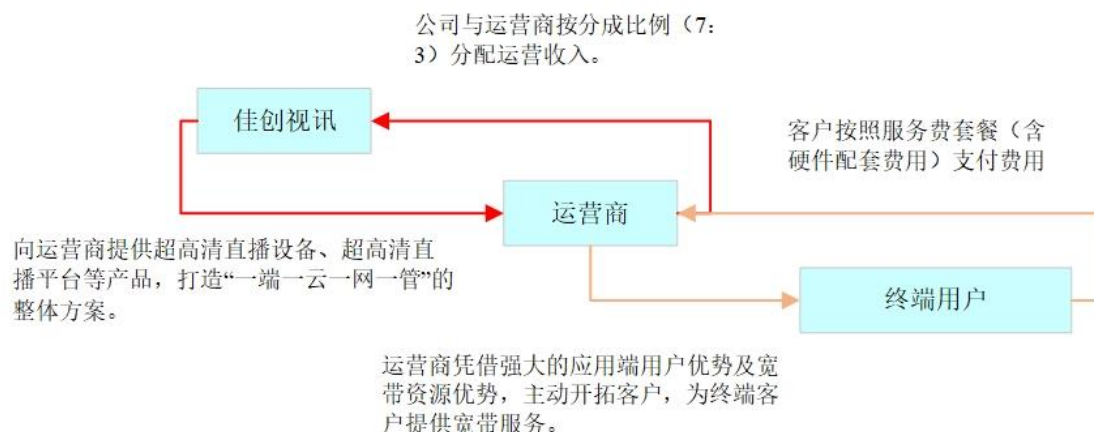 公司与运营商按分成比例（7：
3）分配运营收入。
佳创视讯
客户按照服务费套餐（含
硬件配套费用）支付费用
运营商
向运营商提供超高清直播设备、超高清直
播平台等产品，打造“一端一云一网一管”的
整体方案。
终端用户
运营商凭借强大的应用端用户优势及宽
带资源优势，主动开拓客户，为终端客
户提供宽带服务。